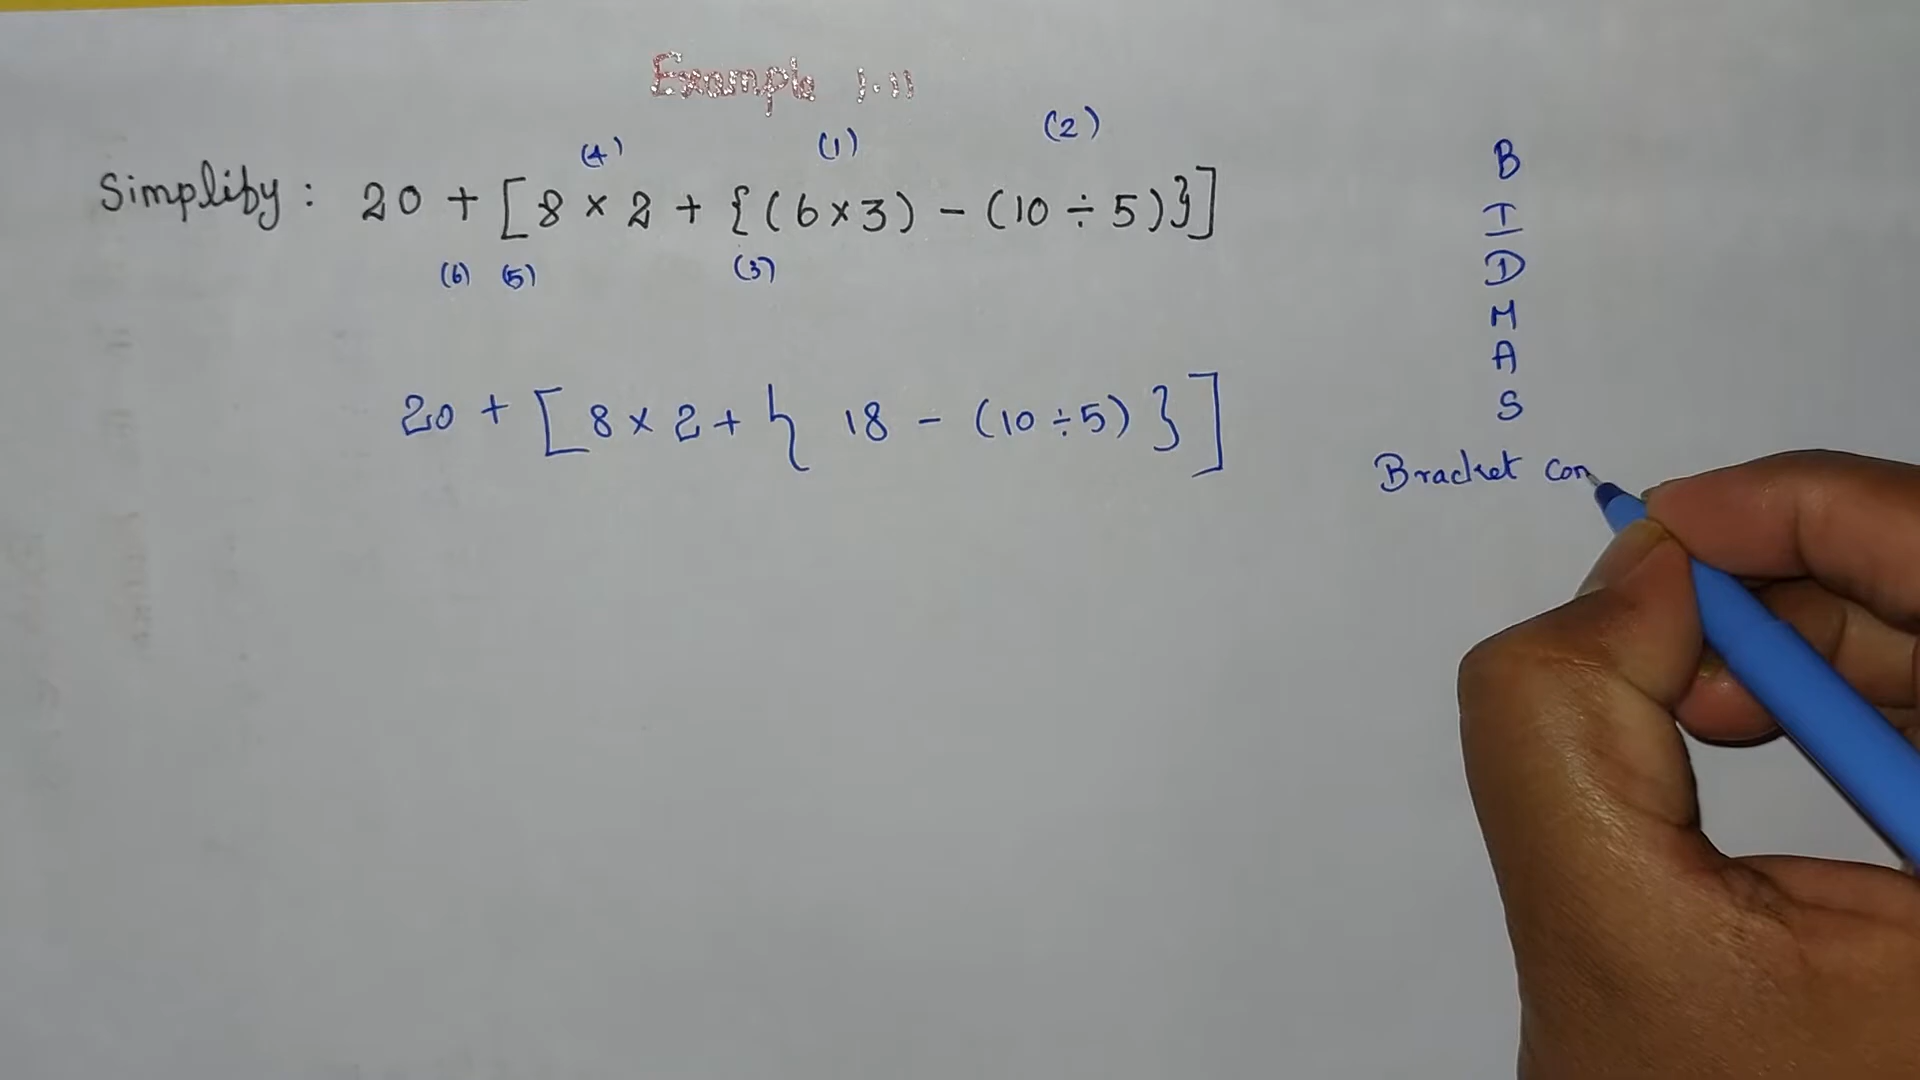 Example 1.11
(4) (1) (2)
Simplify : 20 + [8 × 2 + {(6×3) - (10 ÷ 5)}]
(6) (5) (3)
20 + [8 × 2 + { 18 - (10 ÷ 5) }]
B
I
D
M
A
S
Bracket con